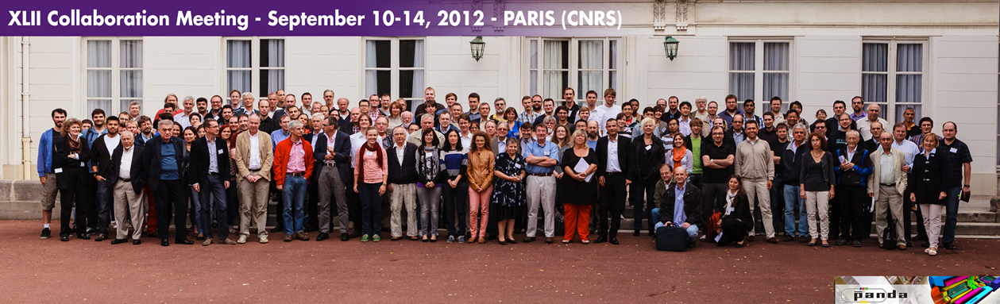 XLII Collaboration Meeting - September 10-14, 2012 - PARIS (CNRS)
panda